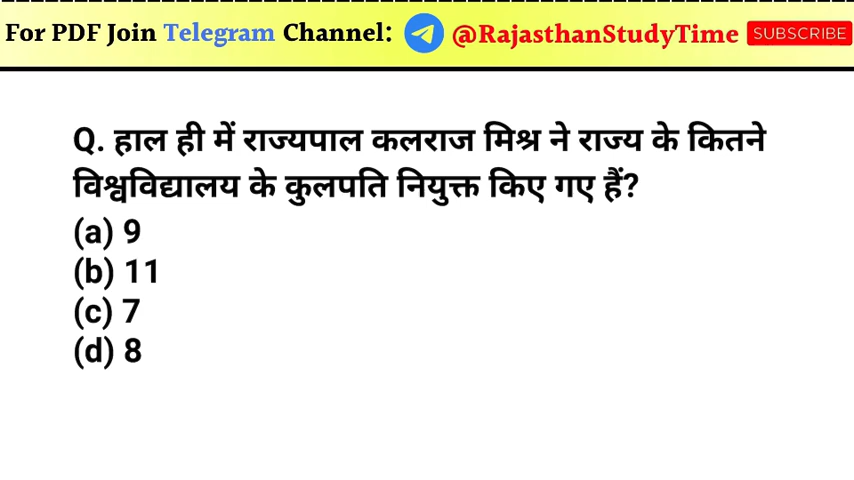 For PDF Join Telegram Channel: @RajasthanStudyTime SUBSCRIBE
Q. हाल ही में राज्यपाल कलराज मिश्र ने राज्य के कितने
विश्वविद्यालय के कुलपति नियुक्त किए गए हैं?
(a) 9
(b) 11
(c) 7
(d) 8